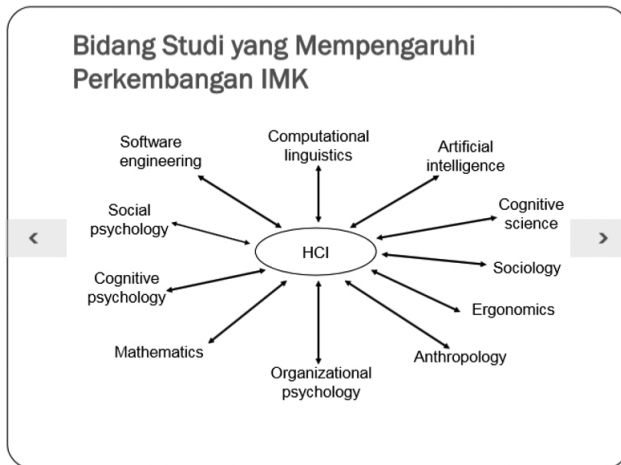 Bidang Studi yang Mempengaruhi
Perkembangan IMK
Software
engineering
Computational
linguistics
Artificial
intelligence
Social
psychology
Cognitive
science
HCI
Cognitive
psychology
Sociology
Ergonomics
Mathematics
Organizational
psychology
Anthropology